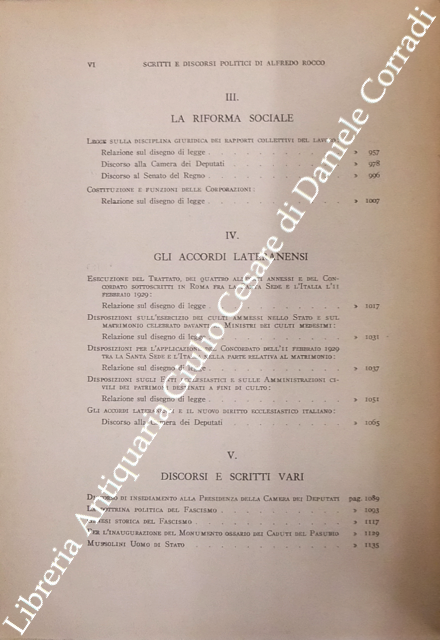 VI SCRITTI E DISCORSI POLITICI DI ALFREDO ROCCO
III.
LA RIFORMA SOCIALE
LEGGE SULLA DISCIPLINA GIURIDICA DEI RAPPORTI COLLETTIVI DEL LAVORO
Relazione sul disegno di legge . . . . . . . . . . » 957
Discorso alla Camera dei Deputati . . . . . . . . . » 978
Discorso al Senato del Regno . . . . . . . . . . » 996
COSTITUZIONE E FUNZIONI DELLE CORPORAZIONI:
Relazione sul disegno di legge . . . . . . . . . . » 1007
IV.
GLI ACCORDI LATERANENSI
ESECUZIONE DEL TRATTATO, DEI QUATTRO ALLEGATI ANNESSI E DEL CON-
CORDATO SOTTOSCRITTI IN ROMA FRA LA SANTA SEDE E L'ITALIA L'11
FEBBRAIO 1929:
Relazione sul disegno di legge . . . . . . . . . . » 1017
DISPOSIZIONI SULL'ESERCIZIO DEI CULTI AMMESSI NELLO STATO E SUL
MATRIMONIO CELEBRATO DAVANTI AI MINISTRI DEI CULTI MEDESIMI:
Relazione sul disegno di legge . . . . . . . . . . » 1031
DISPOSIZIONI PER L'APPLICAZIONE DEL CONCORDATO DELL'11 FEBBRAIO 1929
TRA LA SANTA SEDE E L'ITALIA, NELLA PARTE RELATIVA AL MATRIMONIO:
Relazione sul disegno di legge . . . . . . . . . . » 1037
DISPOSIZIONI SUGLI ENTI ECCLESIASTICI E SULLE AMMINISTRAZIONI CI-
VILI DEI PATRIMONI DESTINATI A FINI DI CULTO:
Relazione sul disegno di legge . . . . . . . . . . » 1051
GLI ACCORDI LATERANENSI E IL NUOVO DIRITTO ECCLESIASTICO ITALIANO:
Discorso alla Camera dei Deputati . . . . . . . . . » 1065
V.
DISCORSI E SCRITTI VARI
DISCORSO DI INSEDIAMENTO ALLA PRESIDENZA DELLA CAMERA DEI DEPUTATI pag. 1089
LA DOTTRINA POLITICA DEL FASCISMO . . . . . . . . . » 1093
GENESI STORICA DEL FASCISMO . . . . . . . . . . » 1117
PER L'INAUGURAZIONE DEL MONUMENTO OSSARIO DEI CADUTI DEL PASUBIO » 1129
MUSSOLINI UOMO DI STATO . . . . . . . . . . . » 1135
Libreria Antiquaria Giulio Cesare di Daniele Corradi